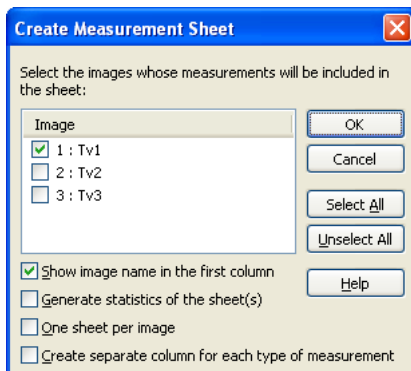 Create Measurement Sheet
Select the images whose measurements will be included in
the sheet:
Image
1 : Tv1
2 : Tv2
3 : Tv3
OK
Cancel
Select All
Unselect All
Help
Show image name in the first column
Generate statistics of the sheet(s)
One sheet per image
Create separate column for each type of measurement